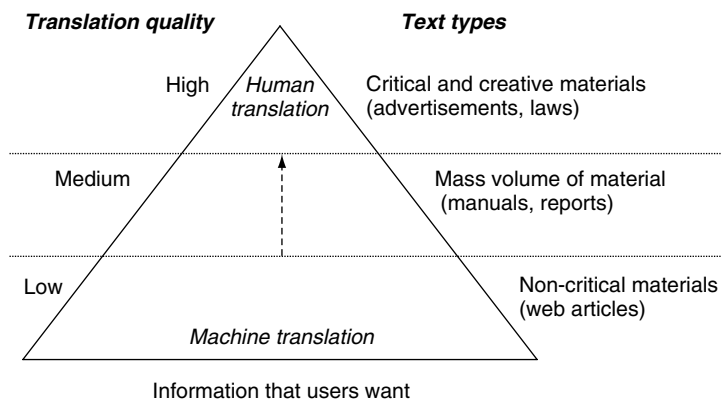 Translation quality
Text types
High
Human
translation
Critical and creative materials
(advertisements, laws)
Medium
Mass volume of material
(manuals, reports)
Low
Non-critical materials
(web articles)
Machine translation
Information that users want